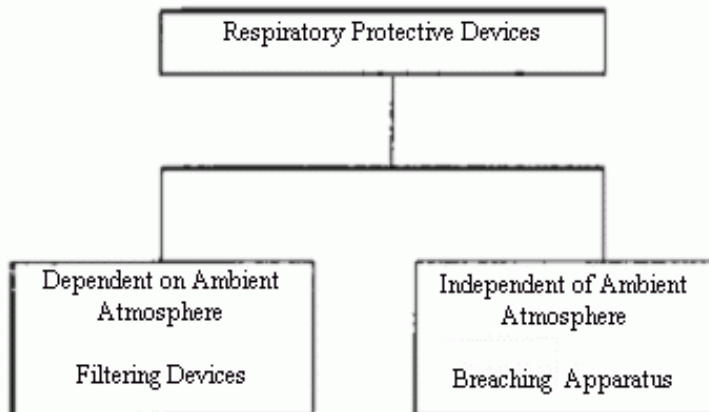 Respiratory Protective Devices
Dependent on Ambient
Atmosphere
Filtering Devices
Independent of Ambient
Atmosphere
Breaching Apparatus